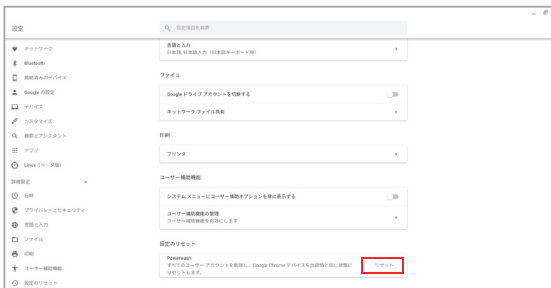 設定
設定項目を検索
ネットワーク
Bluetooth
接続済みのデバイス
Google の設定
デバイス
カスタマイズ
検索とアシスタント
アプリ
Linux（ベータ版）
詳細設定
日時
プライバシーとセキュリティ
言語と入力
ファイル
印刷
ユーザー補助機能
設定のリセット
言語と入力
日本語, 日本語入力（日本語キーボード用）
ファイル
Google ドライブ アカウントを切断する
ネットワーク ファイル共有
印刷
プリンタ
ユーザー補助機能
システム メニューにユーザー補助オプションを常に表示する
ユーザー補助機能の管理
ユーザー補助機能を有効にします
設定のリセット
Powerwash
すべてのユーザー アカウントを削除し、Google Chrome デバイスを出荷時と同じ状態に
リセットします。
リセット